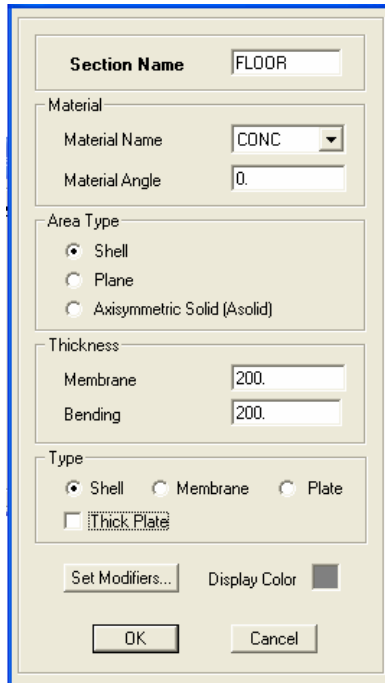 Section Name FLOOR
Material
Material Name CONC
Material Angle 0.
Area Type
Shell
Plane
Axisymmetric Solid (Asolid)
Thickness
Membrane 200.
Bending 200.
Type
Shell Membrane Plate
Thick Plate
Set Modifiers... Display Color
OK Cancel